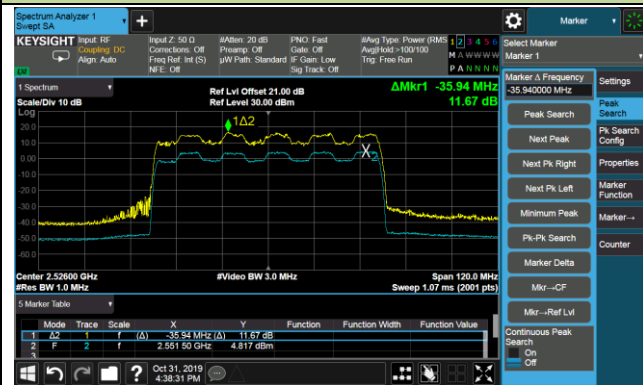 Spectrum Analyzer 1
Swept SA
Marker
KEYSIGHT
Input: RF
Coupling: DC
Align: Auto
Input Z: 50 Ω
Corrections: Off
Freq Ref: Int (S)
NFE: Off
#Atten: 20 dB
Preamp: Off
µW Path: Standard
PNO: Fast
Gate: Off
IF Gain: Low
Sig Track: Off
#Avg Type: Power (RMS
Avg|Hold:>100/100
Trig: Free Run
1 2 3 4 5 6
M A W W W W
P A N N N N
LXI
Select Marker
Marker 1
1 Spectrum
Scale/Div 10 dB
Ref Lvl Offset 21.00 dB
Ref Level 30.00 dBm
ΔMkr1 -35.94 MHz
11.67 dB
Log
20.0
10.0
0.00
-10.0
-20.0
-30.0
-40.0
-50.0
-60.0
1Δ2
X2
Center 2.52600 GHz
#Res BW 1.0 MHz
#Video BW 3.0 MHz
Span 120.0 MHz
Sweep 1.07 ms (2001 pts)
5 Marker Table
Mode Trace Scale X Y Function Function Width Function Value
1 Δ2 1 f (Δ) -35.94 MHz (Δ) 11.67 dB
2 F 2 f 2.551 50 GHz 4.817 dBm
3
Oct 31, 2019
4:38:31 PM
Marker Δ Frequency
-35.940000 MHz
Peak Search
Next Peak
Next Pk Right
Next Pk Left
Minimum Peak
Pk-Pk Search
Marker Delta
Mkr→CF
Mkr→Ref Lvl
Continuous Peak
Search
On
Off
Settings
Peak
Search
Pk Search
Config
Properties
Marker
Function
Marker→
Counter